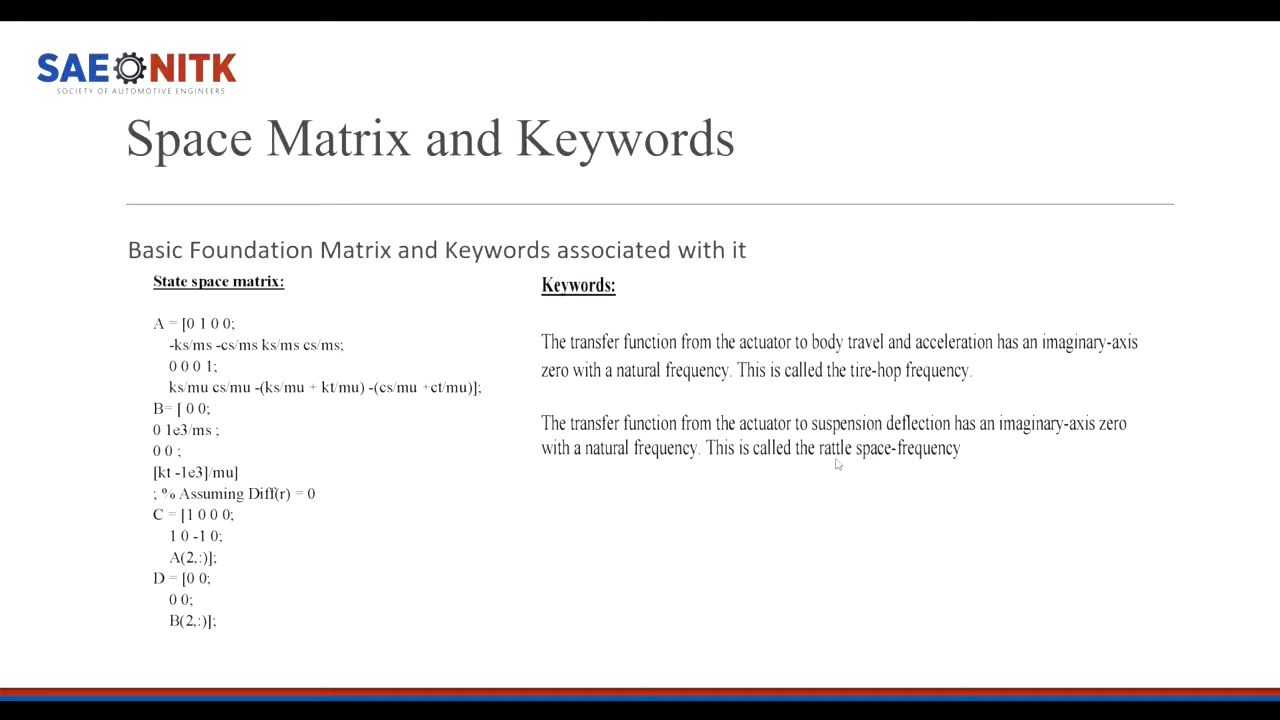 SAE NITK
SOCIETY OF AUTOMOTIVE ENGINEERS
Space Matrix and Keywords
Basic Foundation Matrix and Keywords associated with it
State space matrix:
A = [0 1 0 0;
-ks/ms -cs/ms ks/ms cs/ms;
0 0 0 1;
ks/mu cs/mu -(ks/mu + kt/mu) -(cs/mu +ct/mu)];
B= [ 0 0;
0 1e3/ms ;
0 0 ;
[kt -1e3]/mu]
; % Assuming Diff(r) = 0
C = [1 0 0 0;
1 0 -1 0;
A(2,:)];
D = [0 0;
0 0;
B(2,:)];
Keywords:
The transfer function from the actuator to body travel and acceleration has an imaginary-axis
zero with a natural frequency. This is called the tire-hop frequency.
The transfer function from the actuator to suspension deflection has an imaginary-axis zero
with a natural frequency. This is called the rattle space-frequency